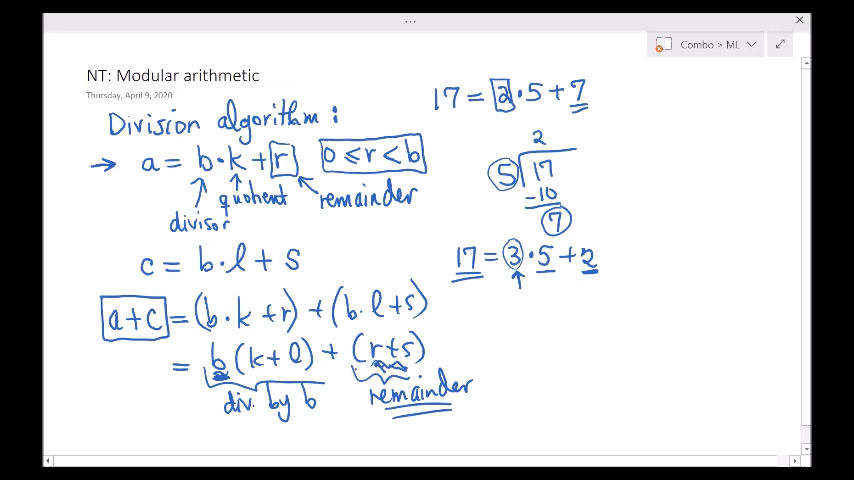 Combo > ML
NT: Modular arithmetic
Thursday, April 9, 2020
Division algorithm:
→ a = b·k + r 0 ≤ r < b
divisor quotient remainder
c = b·l + s
a+c = (b·k+r) + (b·l+s)
= b(k+l) + (r+s)
div. by b remainder
17 = 2·5 + 7
2
5 17
-10
7
17 = 3·5 + 2